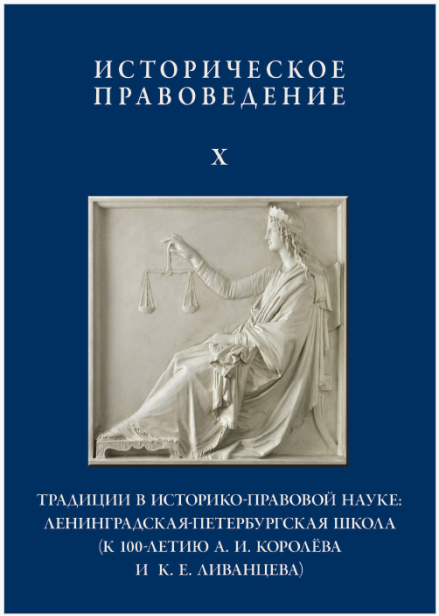 ИСТОРИЧЕСКОЕ
ПРАВОВЕДЕНИЕ
X
ТРАДИЦИИ В ИСТОРИКО-ПРАВОВОЙ НАУКЕ:
ЛЕНИНГРАДСКАЯ-ПЕТЕРБУРГСКАЯ ШКОЛА
(К 100-ЛЕТИЮ А. И. КОРОЛЁВА
И К. Е. ЛИВАНЦЕВА)